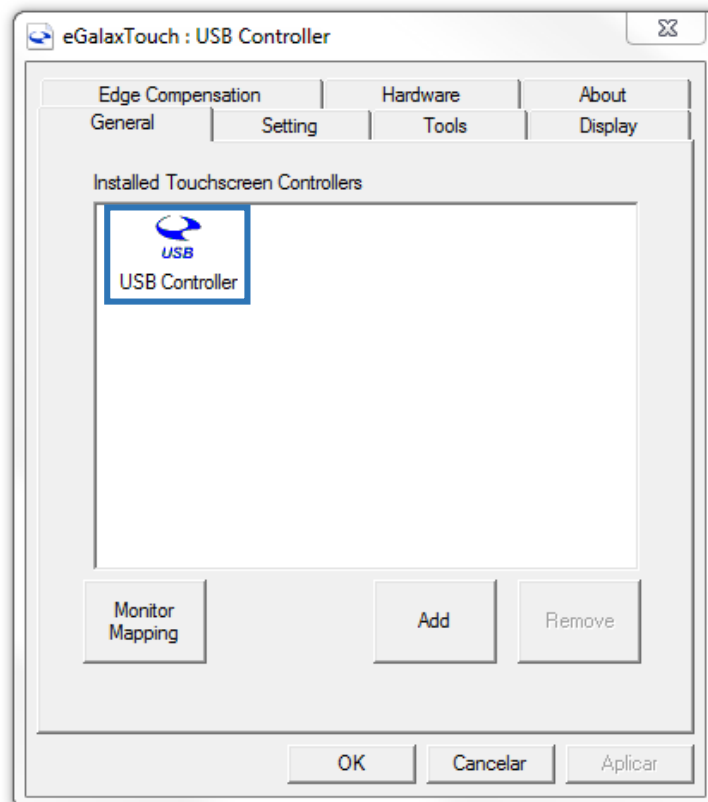 eGalaxTouch : USB Controller
Edge Compensation Hardware About
General Setting Tools Display
Installed Touchscreen Controllers
USB
USB Controller
Monitor
Mapping
Add
Remove
OK Cancelar Aplicar